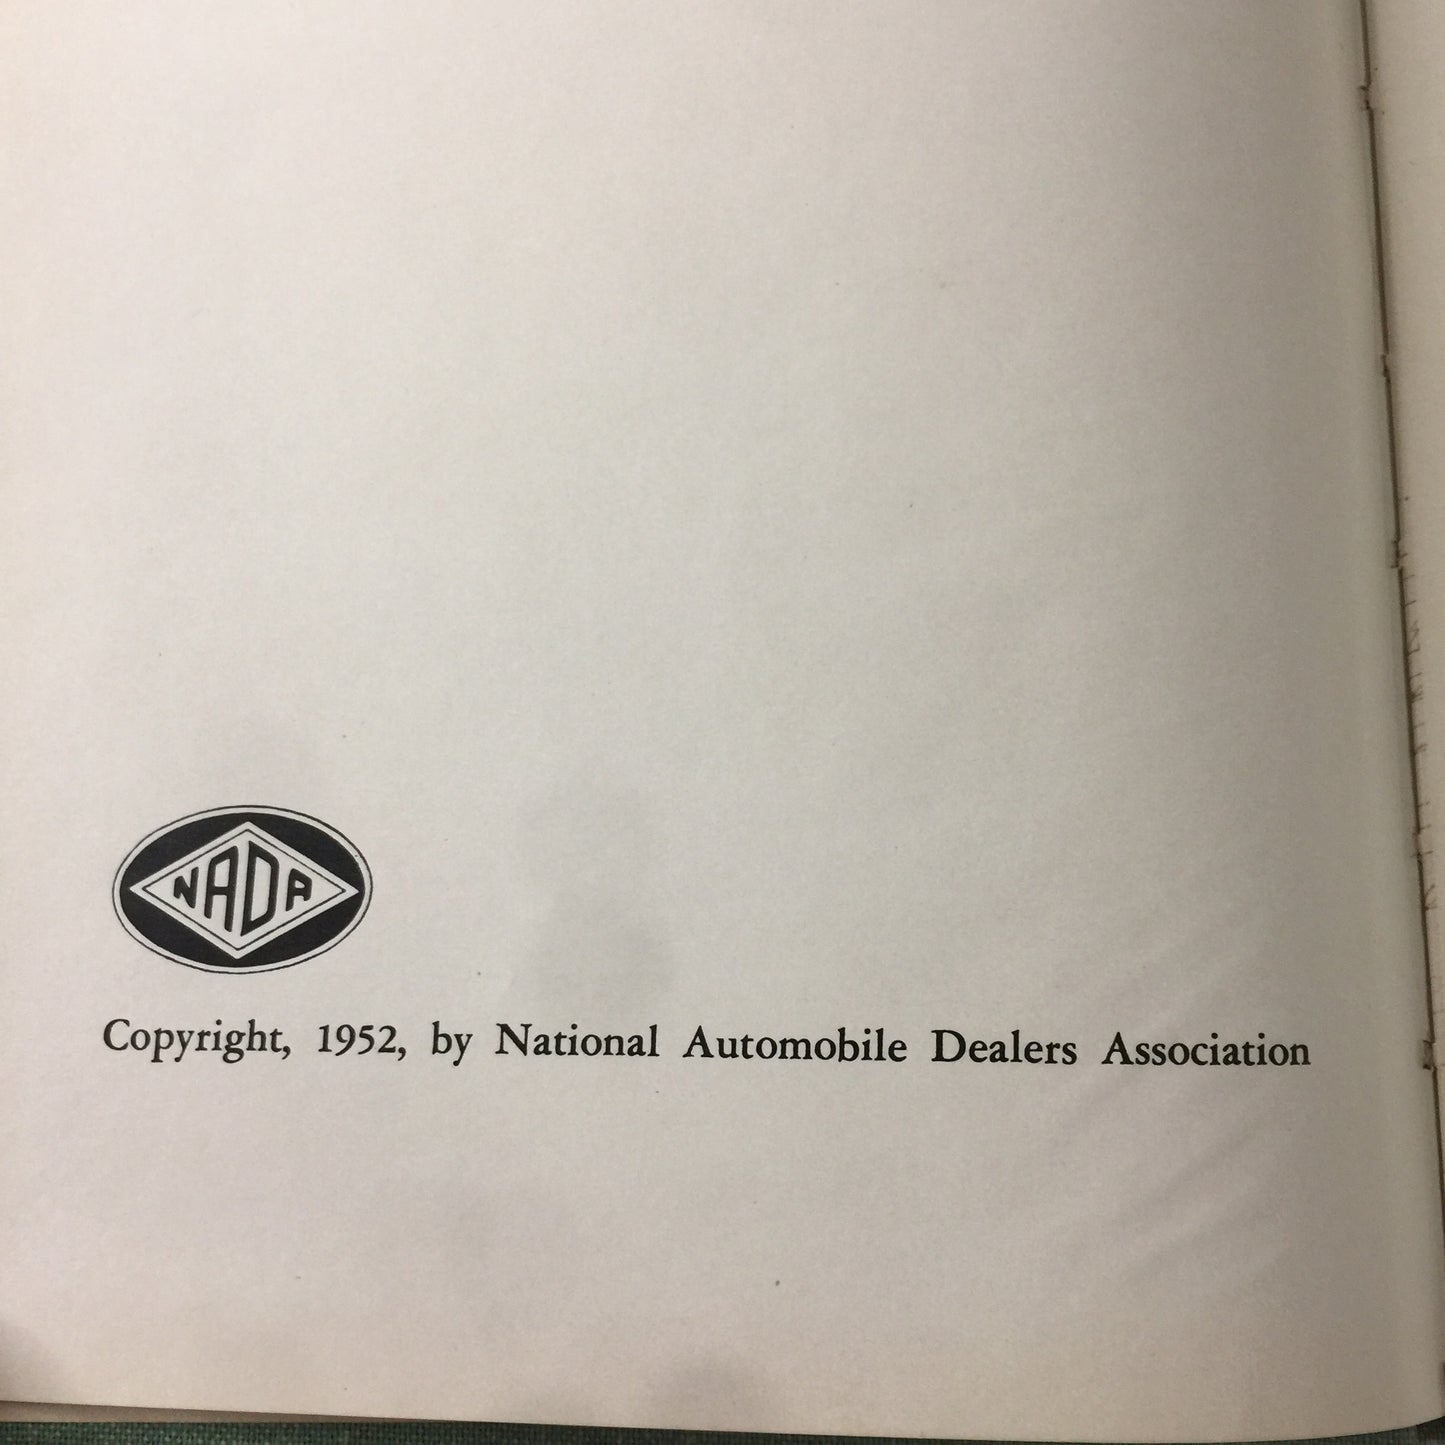 NADA
Copyright, 1952, by National Automobile Dealers Association